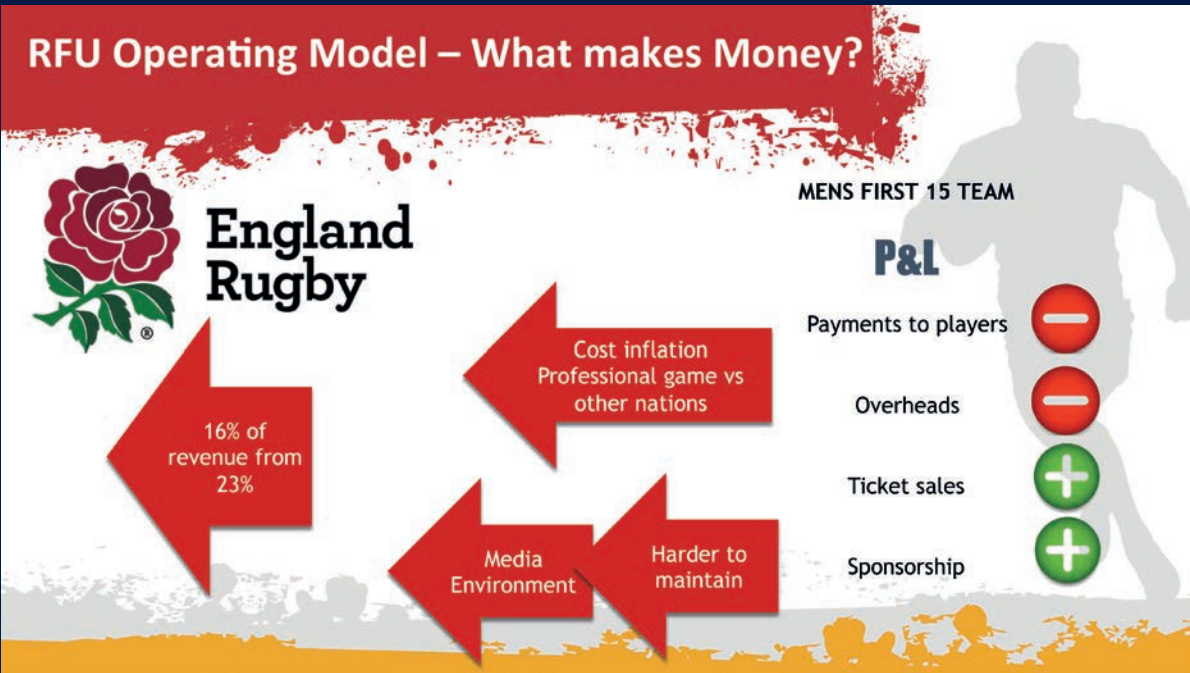 RFU Operating Model – What makes Money?
England
Rugby
®
MENS FIRST 15 TEAM
P&L
Payments to players
Overheads
Ticket sales
Sponsorship
Cost inflation
Professional game vs
other nations
16% of
revenue from
23%
Media
Environment
Harder to
maintain